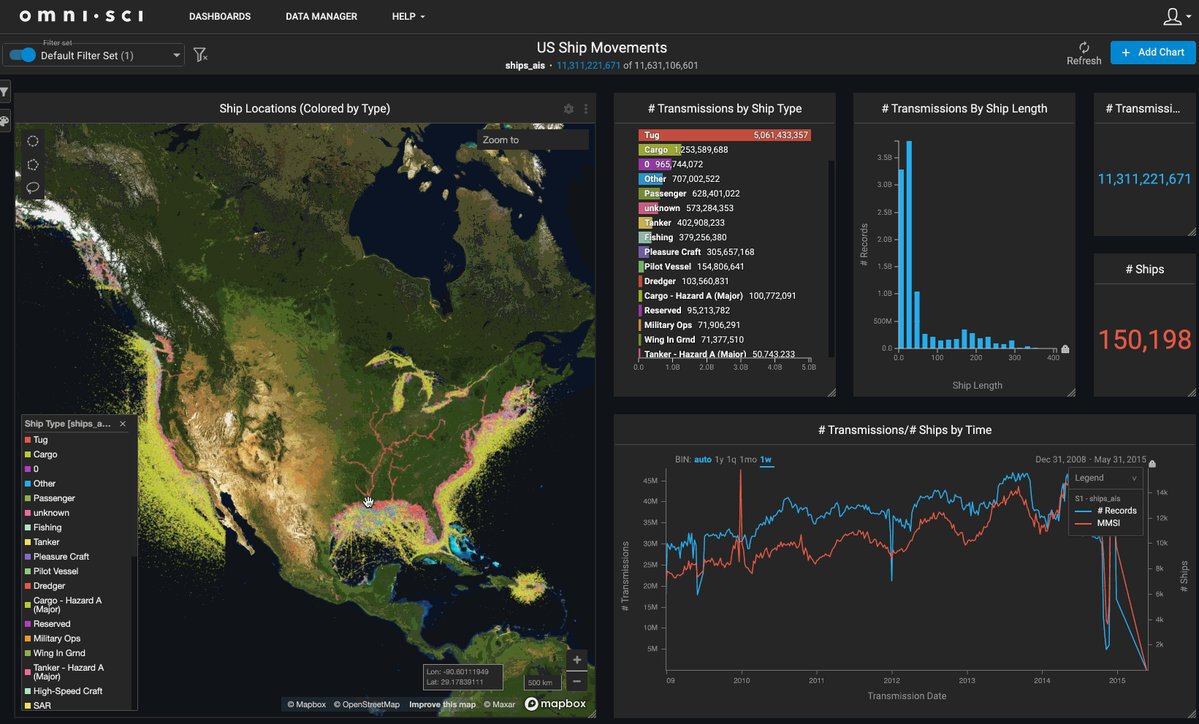 omni·sci
DASHBOARDS
DATA MANAGER
HELP
Filter set
Default Filter Set (1)
US Ship Movements
ships_ais · 11,311,221,671 of 11,631,106,601
Refresh
+ Add Chart
Ship Locations (Colored by Type)
Zoom to
Ship Type [ships_a...
Tug
Cargo
0
Other
Passenger
unknown
Fishing
Tanker
Pleasure Craft
Pilot Vessel
Dredger
Cargo - Hazard A
(Major)
Reserved
Military Ops
Wing In Grnd
Tanker - Hazard A
(Major)
High-Speed Craft
SAR
Lon: -90.60111949
Lat: 29.17839111
500 km
+
−
© Mapbox © OpenStreetMap Improve this map © Maxar mapbox
# Transmissions by Ship Type
Tug 5,061,433,357
Cargo 1,253,589,688
0 965,744,072
Other 707,002,522
Passenger 628,401,022
unknown 573,284,353
Tanker 402,908,233
Fishing 379,256,380
Pleasure Craft 305,657,168
Pilot Vessel 154,806,641
Dredger 103,560,831
Cargo - Hazard A (Major) 100,772,091
Reserved 95,213,782
Military Ops 71,906,291
Wing In Grnd 71,377,510
Tanker - Hazard A (Major) 50,743,233
0.0 1.0B 2.0B 3.0B 4.0B 5.0B
# Transmissions By Ship Length
# Records
3.5B
3.0B
2.5B
2.0B
1.5B
1.0B
500M
0.0
0.0 100 200 300 400
Ship Length
# Transmissi...
11,311,221,671
# Ships
150,198
# Transmissions/# Ships by Time
BIN: auto 1y 1q 1mo 1w
Dec 31, 2008 - May 31, 2015
Legend
S1 - ships_ais
# Records
MMSI
# Transmissions
45M
40M
35M
30M
25M
20M
15M
10M
5M
14k
12k
10k
8k
6k
4k
2k
# Ships
09 2010 2011 2012 2013 2014 2015
Transmission Date